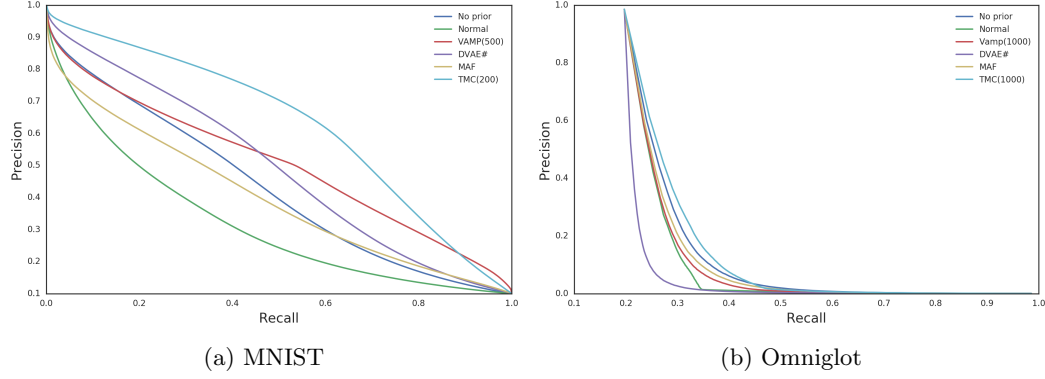 1.0
0.9
0.8
0.7
0.6
0.5
0.4
0.3
0.2
0.1
Precision
0.0
0.2
0.4
0.6
0.8
1.0
Recall
No prior
Normal
VAMP(500)
DVAE#
MAF
TMC(200)
(a) MNIST
1.0
0.8
0.6
0.4
0.2
0.0
Precision
0.1
0.2
0.3
0.4
0.5
0.6
0.7
0.8
0.9
1.0
Recall
No prior
Normal
Vamp(1000)
DVAE#
MAF
TMC(1000)
(b) Omniglot